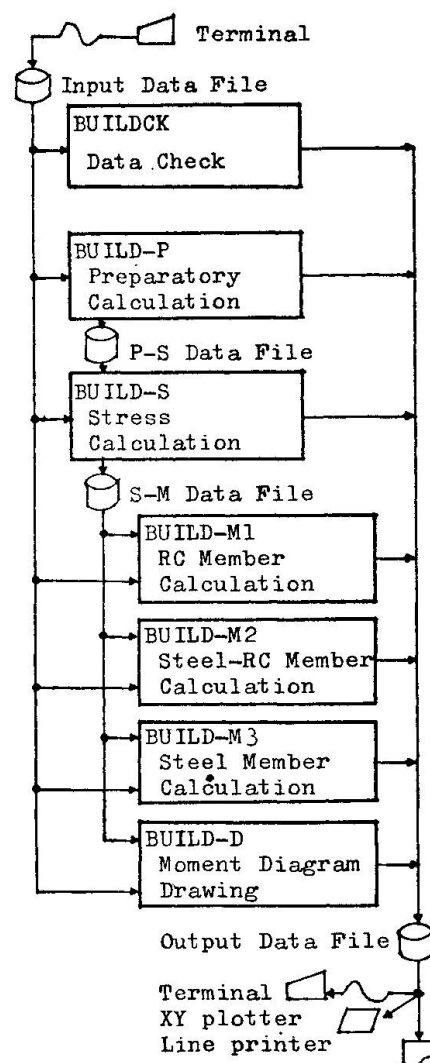 Terminal
Input Data File
BUILDCK
Data Check
BUILD-P
Preparatory
Calculation
P-S Data File
BUILD-S
Stress
Calculation
S-M Data File
BUILD-M1
RC Member
Calculation
BUILD-M2
Steel-RC Member
Calculation
BUILD-M3
Steel Member
Calculation
BUILD-D
Moment Diagram
Drawing
Output Data File
Terminal
XY plotter
Line printer